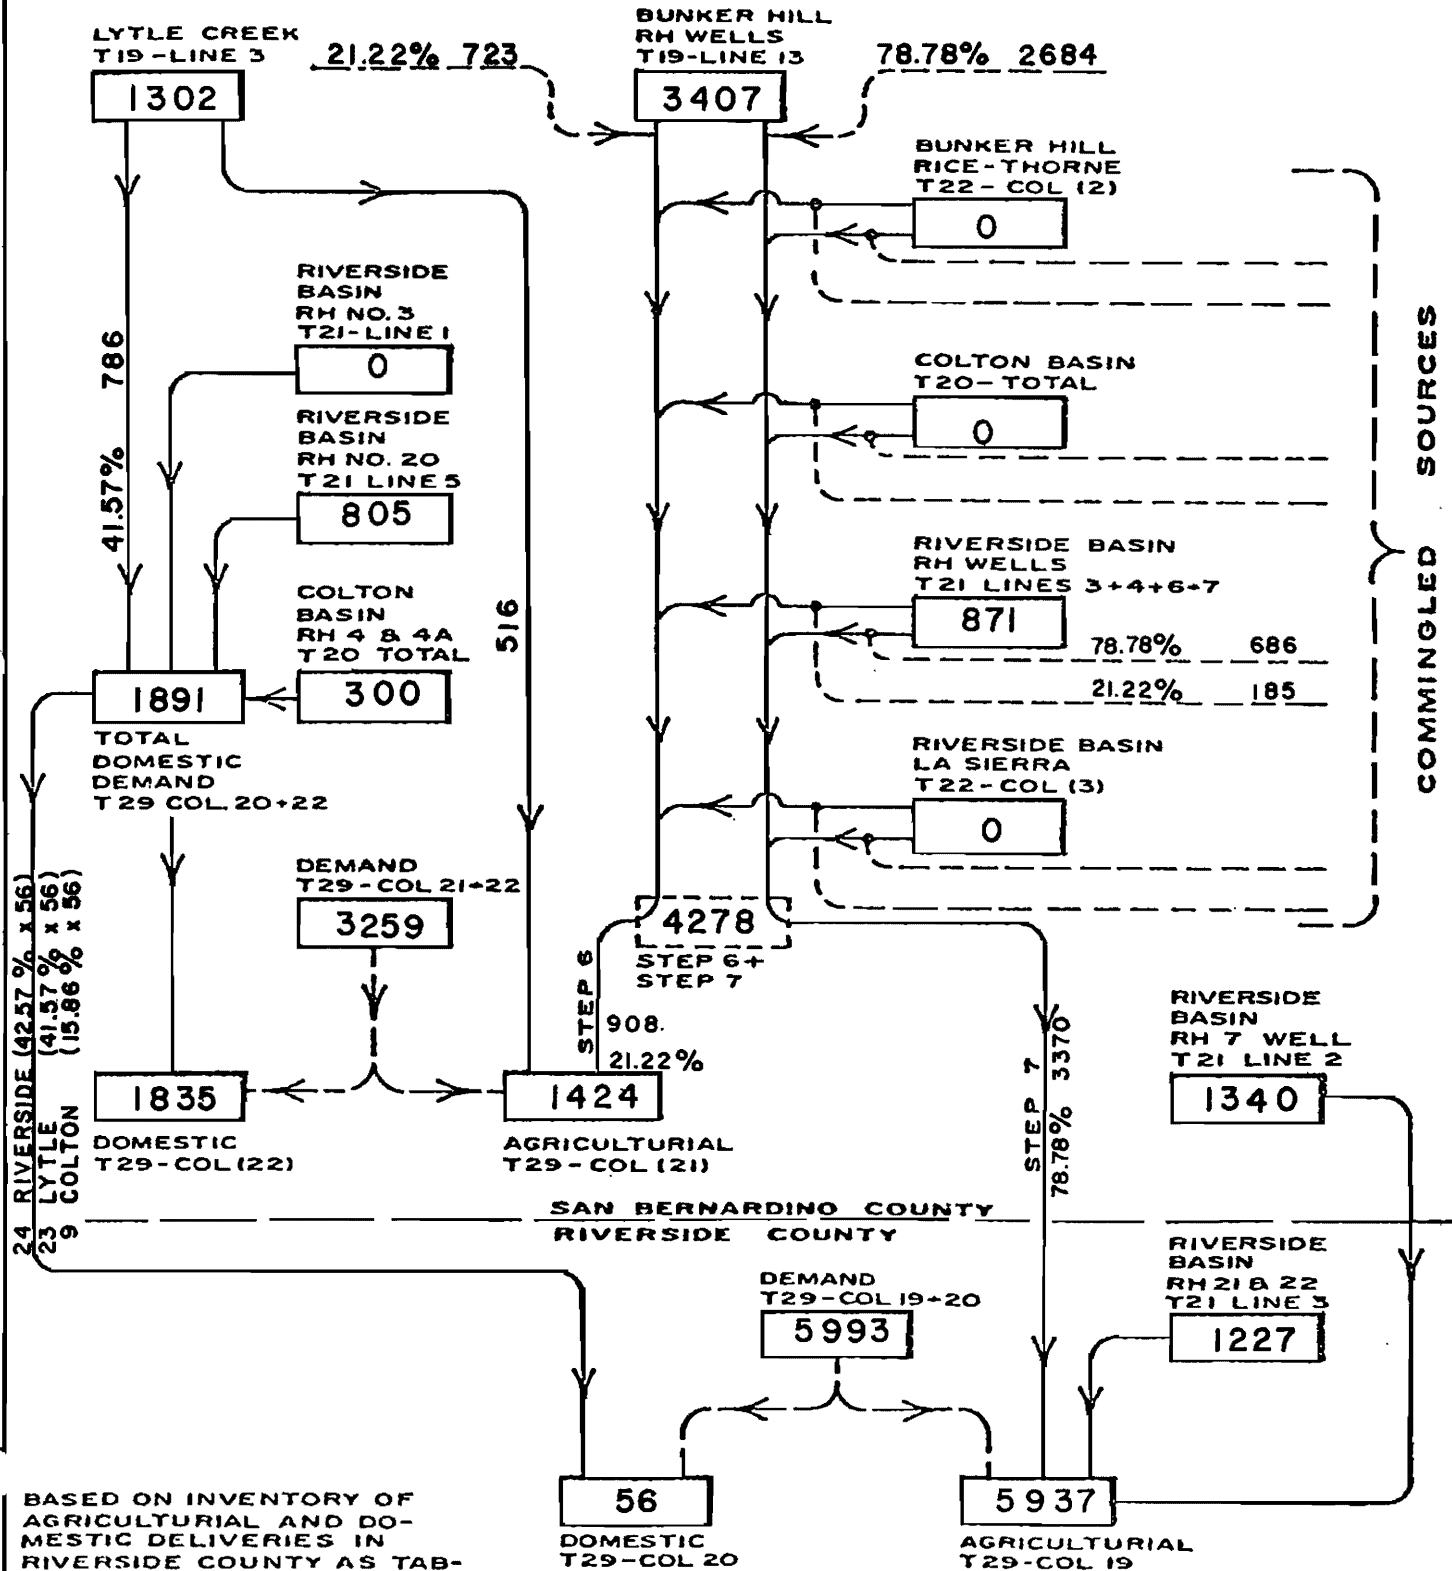 LYTLE CREEK
T19-LINE 3
1302
21.22% 723
BUNKER HILL
RH WELLS
T19-LINE 13
3407
78.78% 2684
BUNKER HILL
RICE-THORNE
T22-COL (2)
0
RIVERSIDE
BASIN
RH NO. 3
T21-LINE 1
0
786
41.57%
COLTON BASIN
T20-TOTAL
0
RIVERSIDE
BASIN
RH NO. 20
T21 LINE 5
805
516
RIVERSIDE BASIN
RH WELLS
T21 LINES 3+4+6+7
871
78.78% 686
21.22% 185
COMMINGLED SOURCES
COLTON
BASIN
RH 4 & 4A
T20 TOTAL
300
1891
TOTAL
DOMESTIC
DEMAND
T29 COL. 20+22
RIVERSIDE BASIN
LA SIERRA
T22-COL (3)
0
DEMAND
T29-COL 21+22
3259
4278
STEP 6+
STEP 7
STEP 6
908.
21.22%
STEP 7
78.78% 3370
RIVERSIDE
BASIN
RH 7 WELL
T21 LINE 2
1340
1835
DOMESTIC
T29-COL (22)
1424
AGRICULTURIAL
T29-COL (21)
24 RIVERSIDE (42.57% x 56)
23 LYTLE (41.57% x 56)
9 COLTON (15.86% x 56)
SAN BERNARDINO COUNTY
RIVERSIDE COUNTY
RIVERSIDE
BASIN
RH 21 & 22
T21 LINE 3
1227
DEMAND
T29-COL 19+20
5993
56
DOMESTIC
T29-COL 20
5937
AGRICULTURIAL
T29-COL 19
BASED ON INVENTORY OF
AGRICULTURIAL AND DO-
MESTIC DELIVERIES IN
RIVERSIDE COUNTY AS TAB-